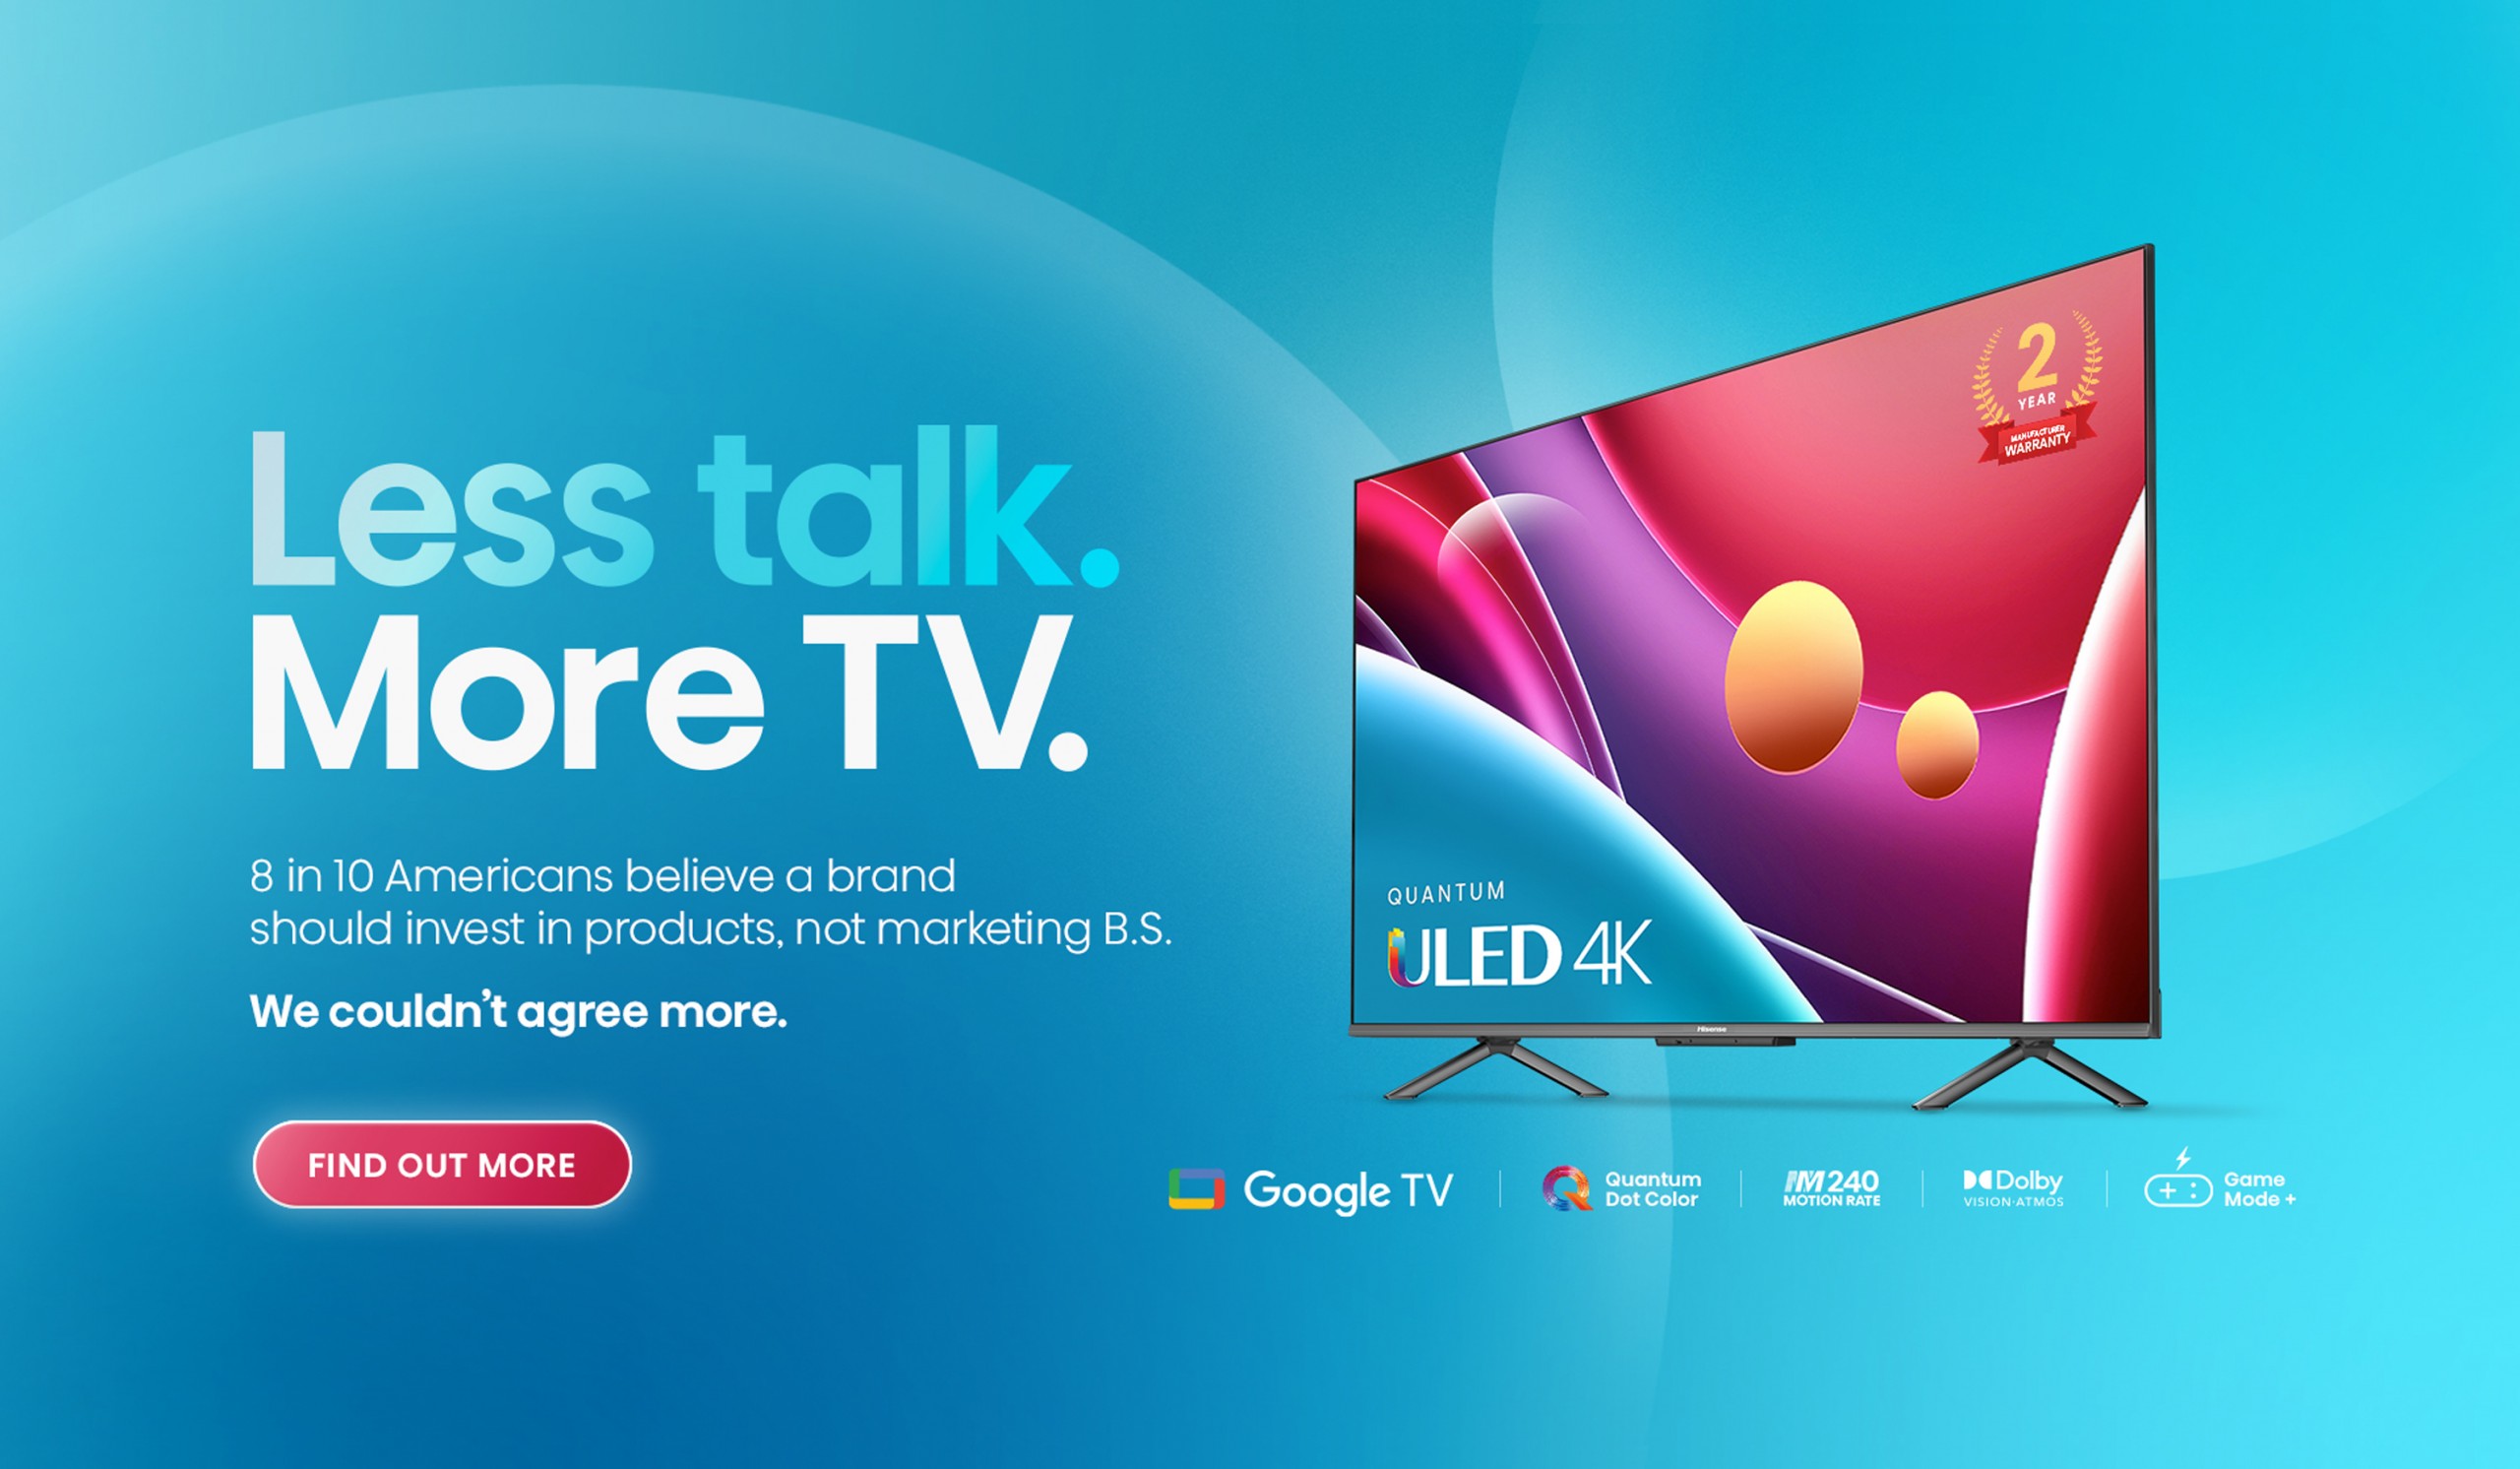 Less talk.
More TV.
8 in 10 Americans believe a brand
should invest in products, not marketing B.S.
We couldn't agree more.
FIND OUT MORE
2
YEAR
MANUFACTURER
WARRANTY
QUANTUM
ULED 4K
Hisense
Google TV
Quantum
Dot Color
240
MOTION RATE
Dolby
VISION·ATMOS
Game
Mode +